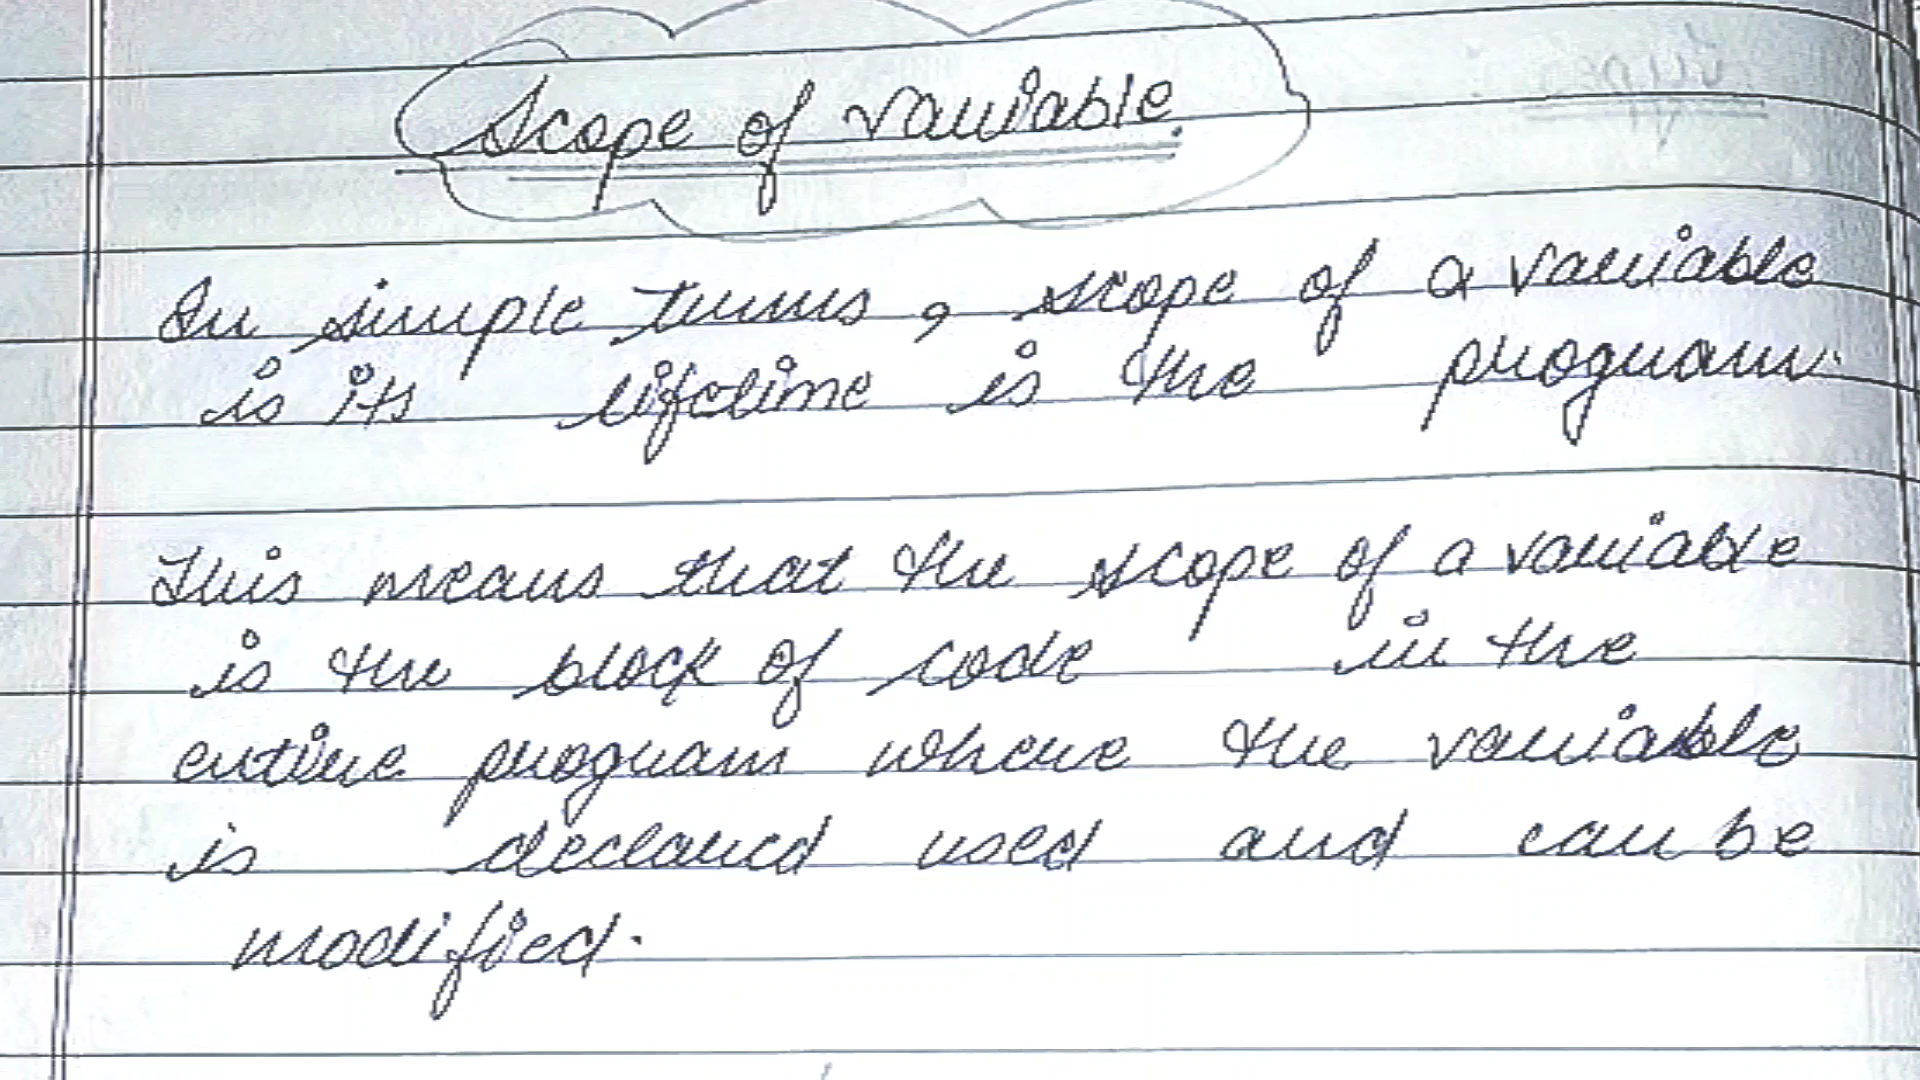 Scope of variable.
In simple terms, scope of a variable
is its lifetime is the program.
This means that the scope of a variable
is the block of code in the
entire program where the variable
is declared used and can be
modified.